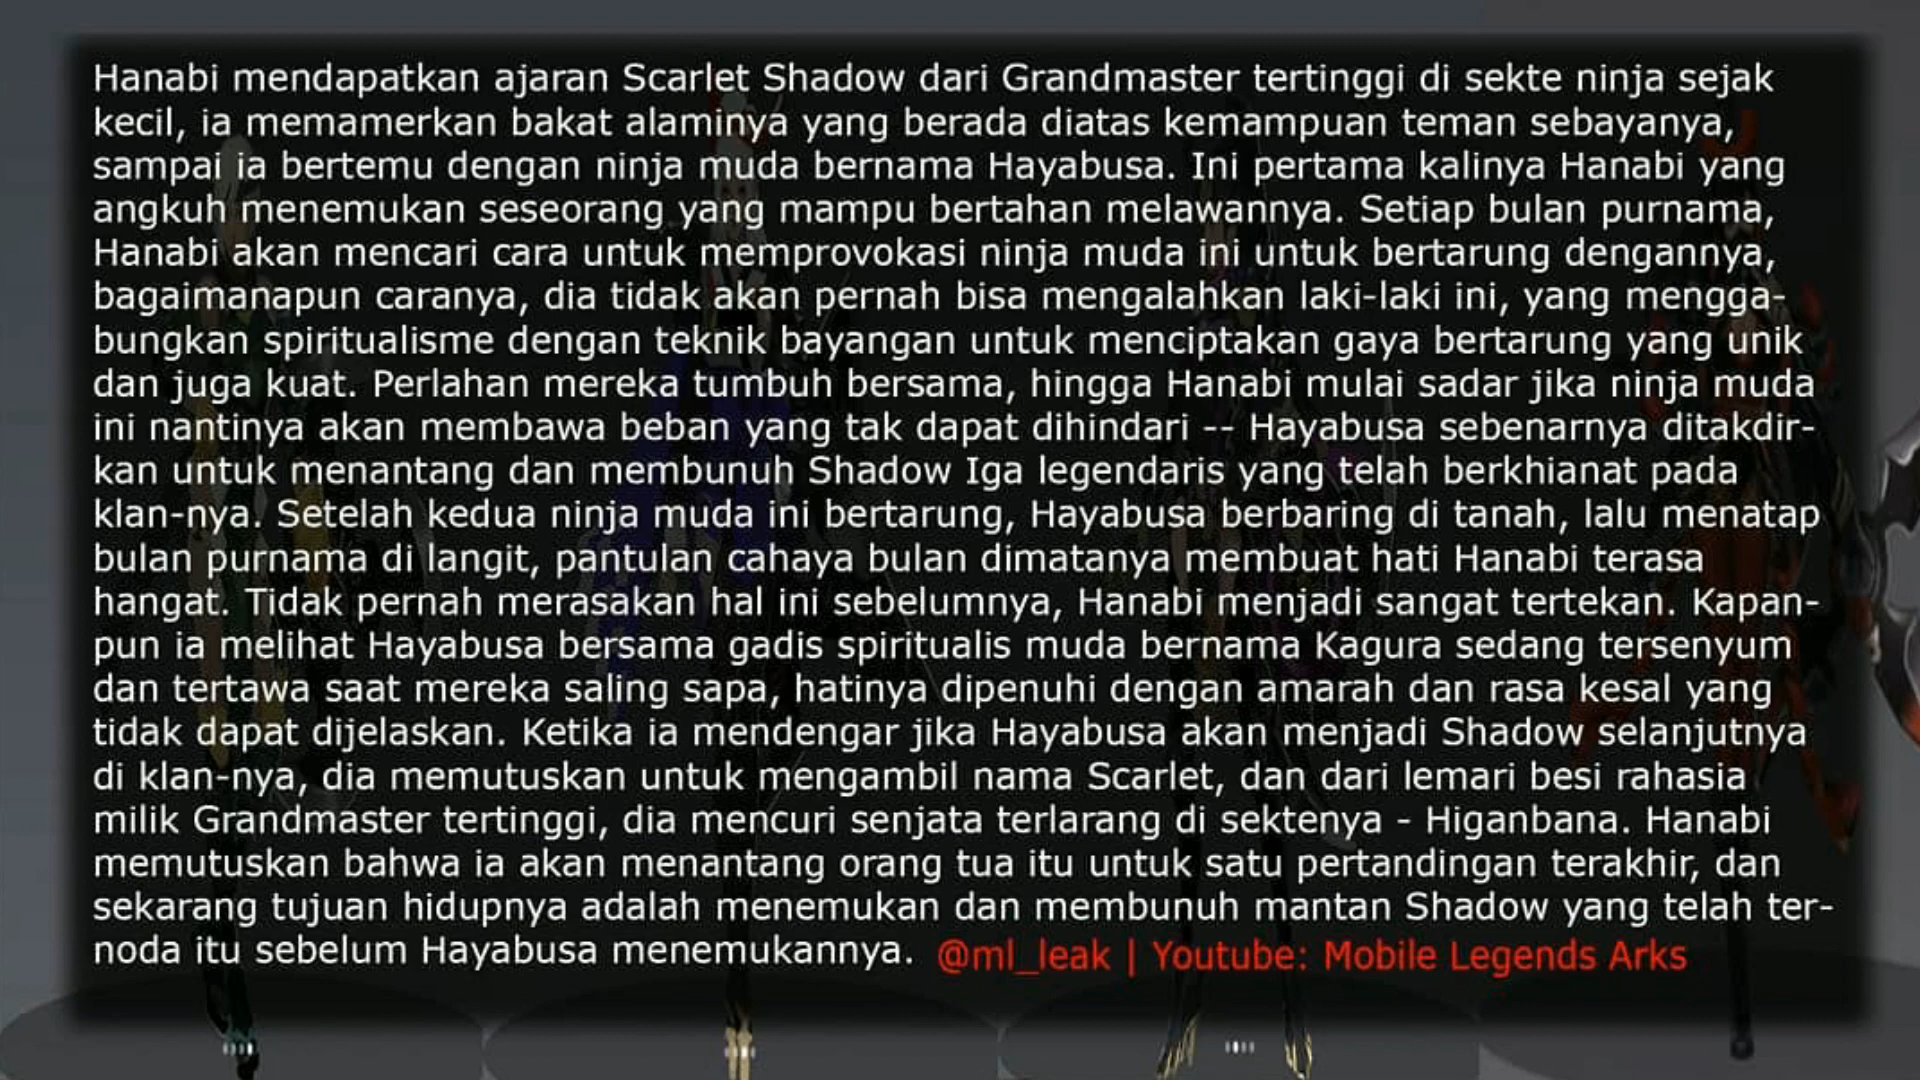 Hanabi mendapatkan ajaran Scarlet Shadow dari Grandmaster tertinggi di sekte ninja sejak
kecil, ia memamerkan bakat alaminya yang berada diatas kemampuan teman sebayanya,
sampai ia bertemu dengan ninja muda bernama Hayabusa. Ini pertama kalinya Hanabi yang
angkuh menemukan seseorang yang mampu bertahan melawannya. Setiap bulan purnama,
Hanabi akan mencari cara untuk memprovokasi ninja muda ini untuk bertarung dengannya,
bagaimanapun caranya, dia tidak akan pernah bisa mengalahkan laki-laki ini, yang mengga-
bungkan spiritualisme dengan teknik bayangan untuk menciptakan gaya bertarung yang unik
dan juga kuat. Perlahan mereka tumbuh bersama, hingga Hanabi mulai sadar jika ninja muda
ini nantinya akan membawa beban yang tak dapat dihindari -- Hayabusa sebenarnya ditakdir-
kan untuk menantang dan membunuh Shadow Iga legendaris yang telah berkhianat pada
klan-nya. Setelah kedua ninja muda ini bertarung, Hayabusa berbaring di tanah, lalu menatap
bulan purnama di langit, pantulan cahaya bulan dimatanya membuat hati Hanabi terasa
hangat. Tidak pernah merasakan hal ini sebelumnya, Hanabi menjadi sangat tertekan. Kapan-
pun ia melihat Hayabusa bersama gadis spiritualis muda bernama Kagura sedang tersenyum
dan tertawa saat mereka saling sapa, hatinya dipenuhi dengan amarah dan rasa kesal yang
tidak dapat dijelaskan. Ketika ia mendengar jika Hayabusa akan menjadi Shadow selanjutnya
di klan-nya, dia memutuskan untuk mengambil nama Scarlet, dan dari lemari besi rahasia
milik Grandmaster tertinggi, dia mencuri senjata terlarang di sektenya - Higanbana. Hanabi
memutuskan bahwa ia akan menantang orang tua itu untuk satu pertandingan terakhir, dan
sekarang tujuan hidupnya adalah menemukan dan membunuh mantan Shadow yang telah ter-
noda itu sebelum Hayabusa menemukannya. @ml_leak | Youtube: Mobile Legends Arks